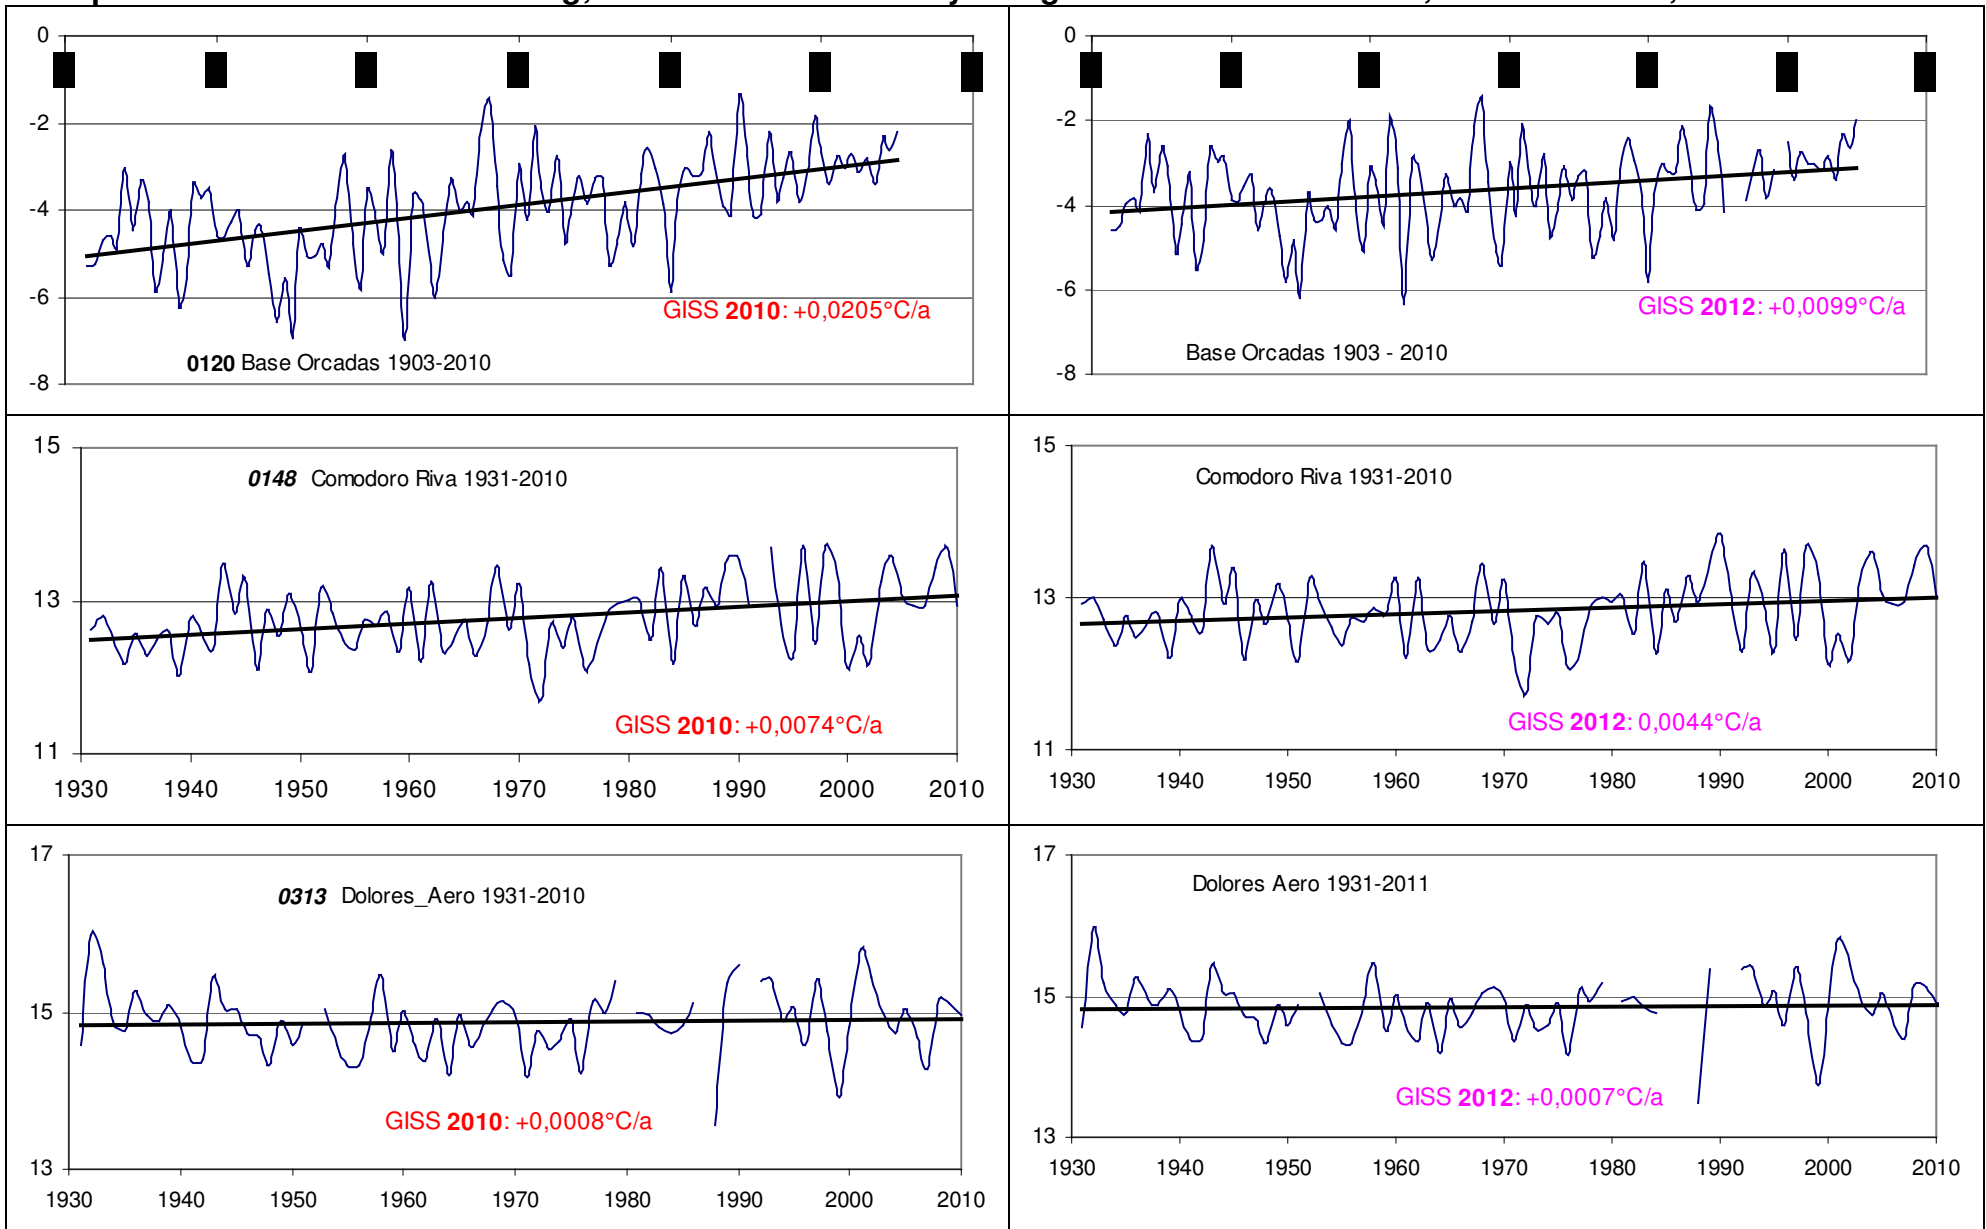 0
-2
-4
-6
-8
GISS 2010: +0,0205°C/a
0120 Base Orcadas 1903-2010
0
-2
-4
-6
-8
GISS 2012: +0,0099°C/a
Base Orcadas 1903 - 2010
15
13
11
0148 Comodoro Riva 1931-2010
GISS 2010: +0,0074°C/a
1930 1940 1950 1960 1970 1980 1990 2000 2010
15
13
11
Comodoro Riva 1931-2010
GISS 2012: 0,0044°C/a
1930 1940 1950 1960 1970 1980 1990 2000 2010
17
15
13
0313 Dolores_Aero 1931-2010
GISS 2010: +0,0008°C/a
1930 1940 1950 1960 1970 1980 1990 2000 2010
17
15
13
Dolores Aero 1931-2011
GISS 2012: +0,0007°C/a
1930 1940 1950 1960 1970 1980 1990 2000 2010